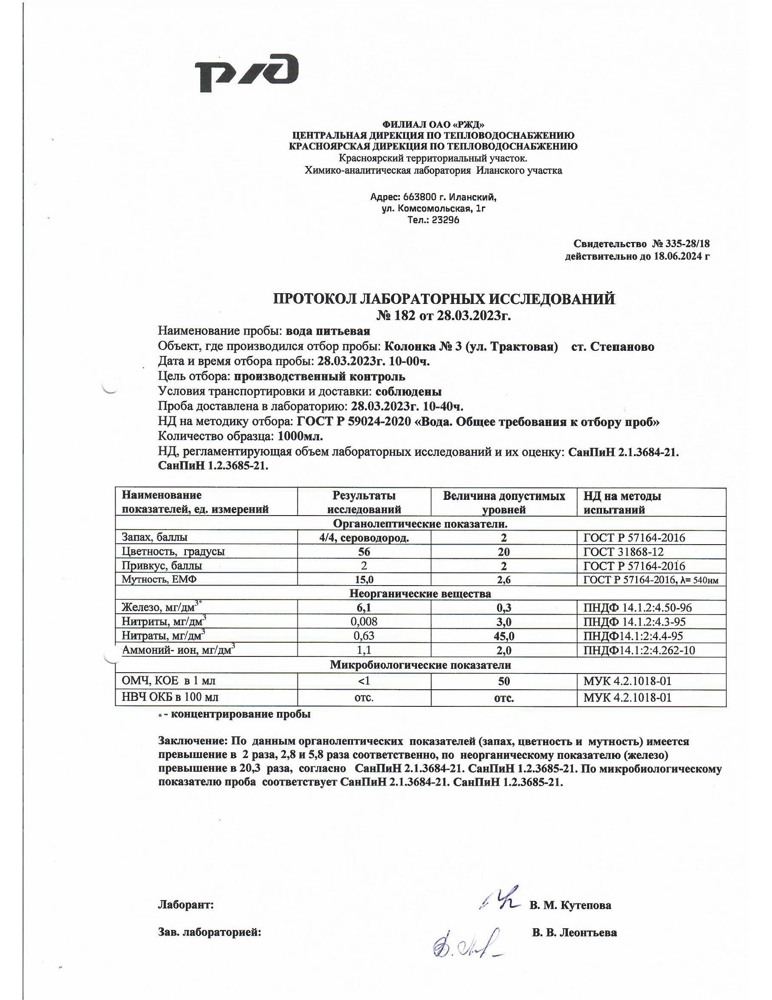 ржд
ФИЛИАЛ ОАО «РЖД»
ЦЕНТРАЛЬНАЯ ДИРЕКЦИЯ ПО ТЕПЛОВОДОСНАБЖЕНИЮ
КРАСНОЯРСКАЯ ДИРЕКЦИЯ ПО ТЕПЛОВОДОСНАБЖЕНИЮ
Красноярский территориальный участок.
Химико-аналитическая лаборатория Иланского участка
Адрес: 663800 г. Иланский,
ул. Комсомольская, 1г
Тел.: 23296
Свидетельство № 335-28/18
действительно до 18.06.2024 г
ПРОТОКОЛ ЛАБОРАТОРНЫХ ИССЛЕДОВАНИЙ
№ 182 от 28.03.2023г.
Наименование пробы: вода питьевая
Объект, где производился отбор пробы: Колонка № 3 (ул. Трактовая) ст. Степаново
Дата и время отбора пробы: 28.03.2023г. 10-00ч.
Цель отбора: производственный контроль
Условия транспортировки и доставки: соблюдены
Проба доставлена в лабораторию: 28.03.2023г. 10-40ч.
НД на методику отбора: ГОСТ Р 59024-2020 «Вода. Общее требования к отбору проб»
Количество образца: 1000мл.
НД, регламентирующая объем лабораторных исследований и их оценку: СанПиН 2.1.3684-21.
СанПиН 1.2.3685-21.
Наименование показателей, ед. измерений Результаты исследований Величина допустимых уровней НД на методы испытаний
Органолептические показатели.
Запах, баллы 4/4, сероводород. 2 ГОСТ Р 57164-2016
Цветность, градусы 56 20 ГОСТ 31868-12
Привкус, баллы 2 2 ГОСТ Р 57164-2016
Мутность, ЕМФ 15,0 2,6 ГОСТ Р 57164-2016, λ= 540нм
Неорганические вещества
Железо, мг/дм3* 6,1 0,3 ПНДФ 14.1.2:4.50-96
Нитриты, мг/дм3 0,008 3,0 ПНДФ 14.1.2:4.3-95
Нитраты, мг/дм3 0,63 45,0 ПНДФ14.1:2:4.4-95
Аммоний- ион, мг/дм3 1,1 2,0 ПНДФ14.1:2:4.262-10
Микробиологические показатели
ОМЧ, КОЕ в 1 мл <1 50 МУК 4.2.1018-01
НВЧ ОКБ в 100 мл отс. отс. МУК 4.2.1018-01
* - концентрирование пробы
Заключение: По данным органолептических показателей (запах, цветность и мутность) имеется
превышение в 2 раза, 2,8 и 5,8 раза соответственно, по неорганическому показателю (железо)
превышение в 20,3 раза, согласно СанПиН 2.1.3684-21. СанПиН 1.2.3685-21. По микробиологическому
показателю проба соответствует СанПиН 2.1.3684-21. СанПиН 1.2.3685-21.
Лаборант: В. М. Кутепова
Зав. лабораторией: В. В. Леонтьева